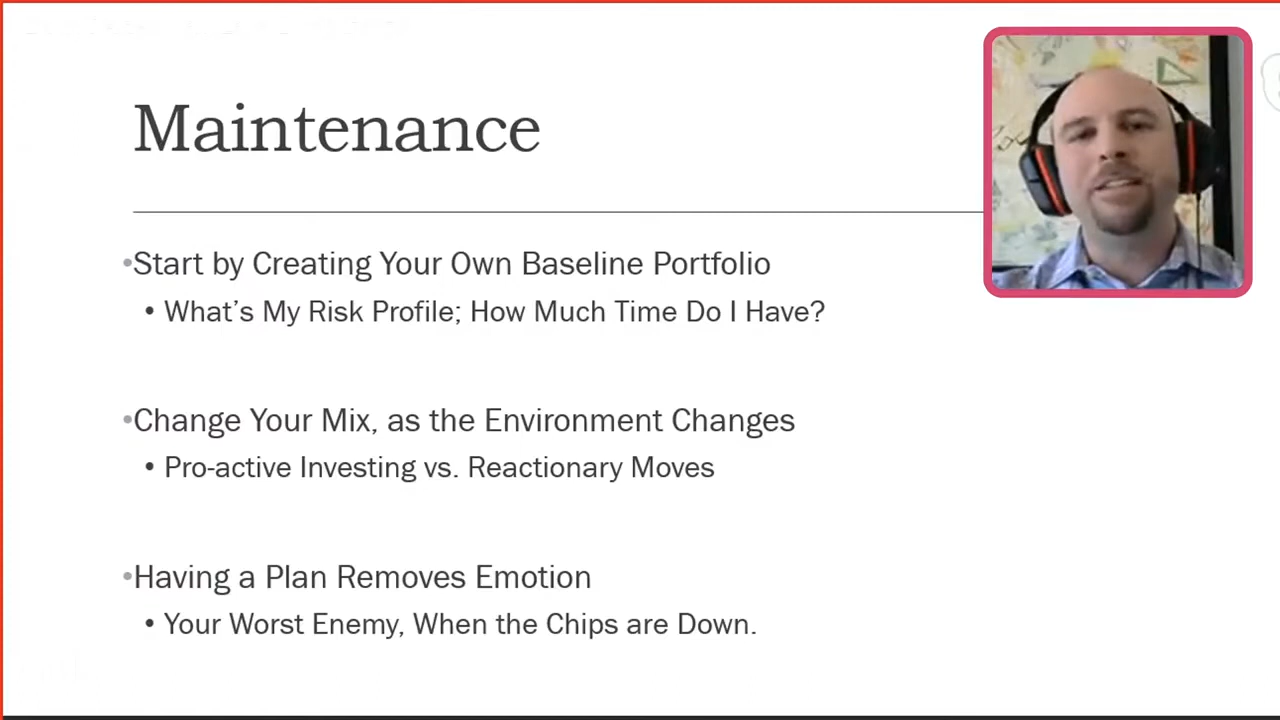 Maintenance
•Start by Creating Your Own Baseline Portfolio
• What’s My Risk Profile; How Much Time Do I Have?
•Change Your Mix, as the Environment Changes
• Pro-active Investing vs. Reactionary Moves
•Having a Plan Removes Emotion
• Your Worst Enemy, When the Chips are Down.